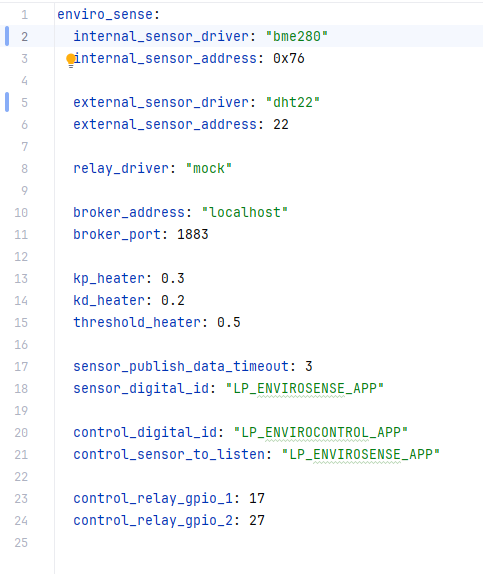 1 enviro_sense:
2 internal_sensor_driver: "bme280"
3 internal_sensor_address: 0x76
4
5 external_sensor_driver: "dht22"
6 external_sensor_address: 22
7
8 relay_driver: "mock"
9
10 broker_address: "localhost"
11 broker_port: 1883
12
13 kp_heater: 0.3
14 kd_heater: 0.2
15 threshold_heater: 0.5
16
17 sensor_publish_data_timeout: 3
18 sensor_digital_id: "LP_ENVIROSENSE_APP"
19
20 control_digital_id: "LP_ENVIROCONTROL_APP"
21 control_sensor_to_listen: "LP_ENVIROSENSE_APP"
22
23 control_relay_gpio_1: 17
24 control_relay_gpio_2: 27
25